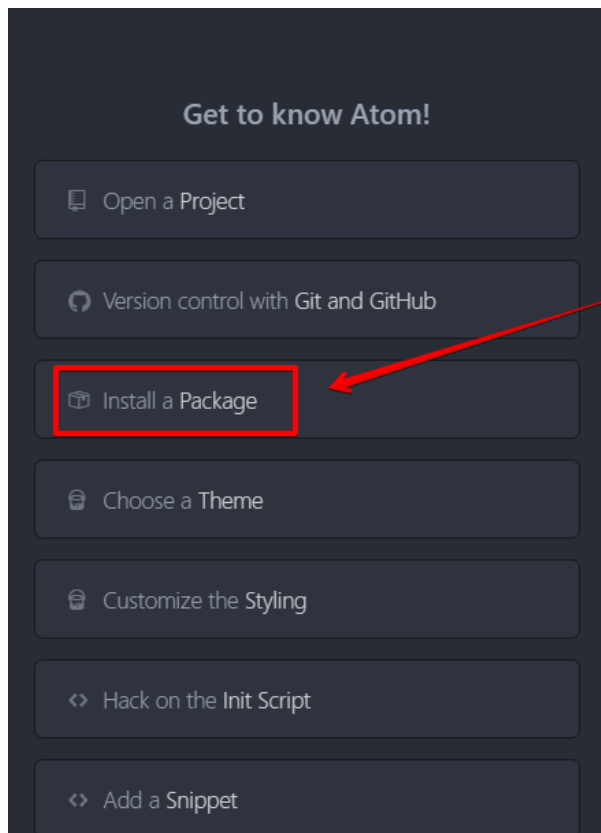 Get to know Atom!
Open a Project
Version control with Git and GitHub
Install a Package
Choose a Theme
Customize the Styling
Hack on the Init Script
Add a Snippet